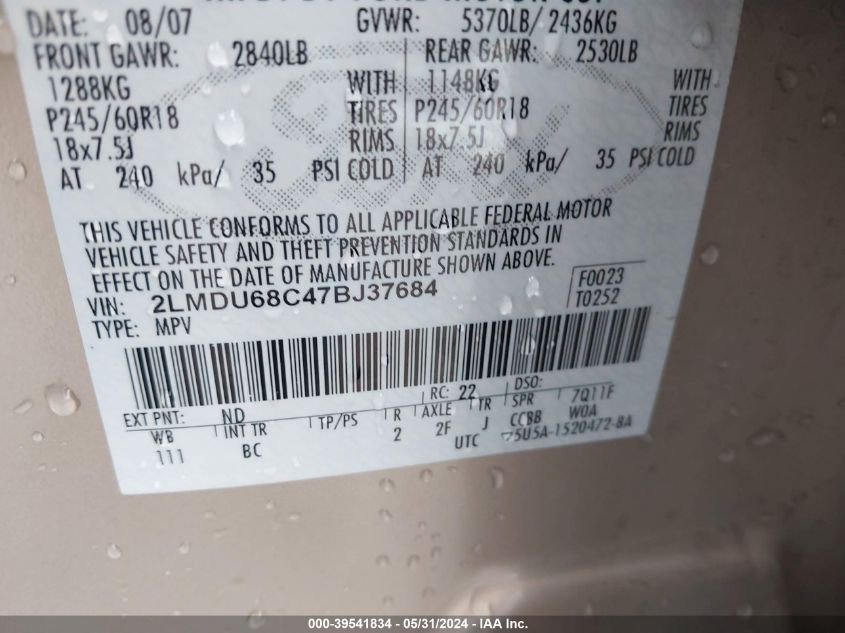 DATE: 08/07 GVWR: 5370LB/ 2436KG
FRONT GAWR: 2840LB REAR GAWR: 2530LB
1288KG WITH 1148KG WITH
P245/60R18 TIRES P245/60R18 TIRES
18x7.5J RIMS 18x7.5J RIMS
AT 240 kPa/ 35 PSI COLD AT 240 kPa/ 35 PSI COLD
THIS VEHICLE CONFORMS TO ALL APPLICABLE FEDERAL MOTOR
VEHICLE SAFETY AND THEFT PREVENTION STANDARDS IN
EFFECT ON THE DATE OF MANUFACTURE SHOWN ABOVE.
VIN: 2LMDU68C47BJ37684 F0023
TYPE: MPV T0252
EXT PNT: ND RC: 22 DSO:
WB INT TR TP/PS R AXLE TR SPR 7Q11F
111 BC 2 2F J CCBB W0A
UTC 5U5A-1520472-BA
000-39541834 / 05/31/2024 - IAA Inc.